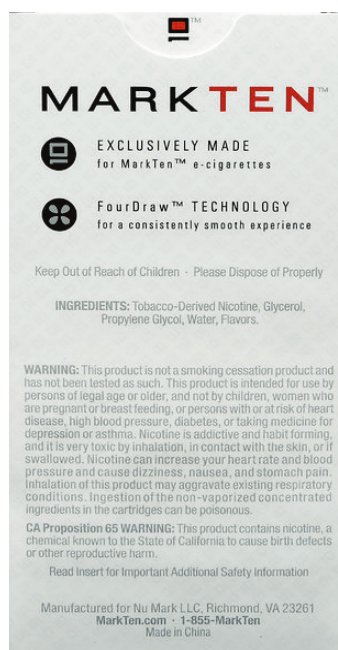 MARKTEN™
EXCLUSIVELY MADE
for MarkTen™ e-cigarettes
FourDraw™ TECHNOLOGY
for a consistently smooth experience
Keep Out of Reach of Children · Please Dispose of Properly
INGREDIENTS: Tobacco-Derived Nicotine, Glycerol,
Propylene Glycol, Water, Flavors.
WARNING: This product is not a smoking cessation product and
has not been tested as such. This product is intended for use by
persons of legal age or older, and not by children, women who
are pregnant or breast feeding, or persons with or at risk of heart
disease, high blood pressure, diabetes, or taking medicine for
depression or asthma. Nicotine is addictive and habit forming,
and it is very toxic by inhalation, in contact with the skin, or if
swallowed. Nicotine can increase your heart rate and blood
pressure and cause dizziness, nausea, and stomach pain.
Inhalation of this product may aggravate existing respiratory
conditions. Ingestion of the non-vaporized concentrated
ingredients in the cartridges can be poisonous.
CA Proposition 65 WARNING: This product contains nicotine, a
chemical known to the State of California to cause birth defects
or other reproductive harm.
Read Insert for Important Additional Safety Information
Manufactured for Nu Mark LLC, Richmond, VA 23261
MarkTen.com · 1-855-MarkTen
Made in China